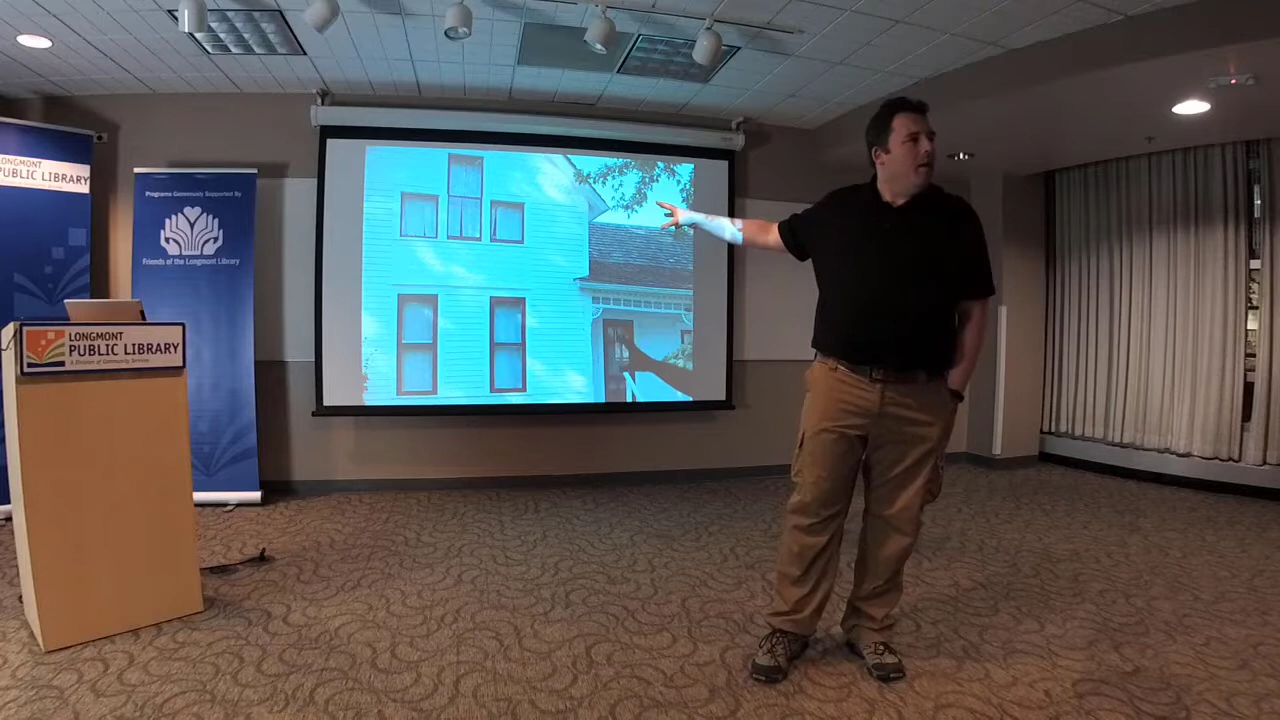 LONGMONT
PUBLIC LIBRARY
Programs Generously Supported By
Friends of the Longmont Library
LONGMONT
PUBLIC LIBRARY
A Division of Community Services